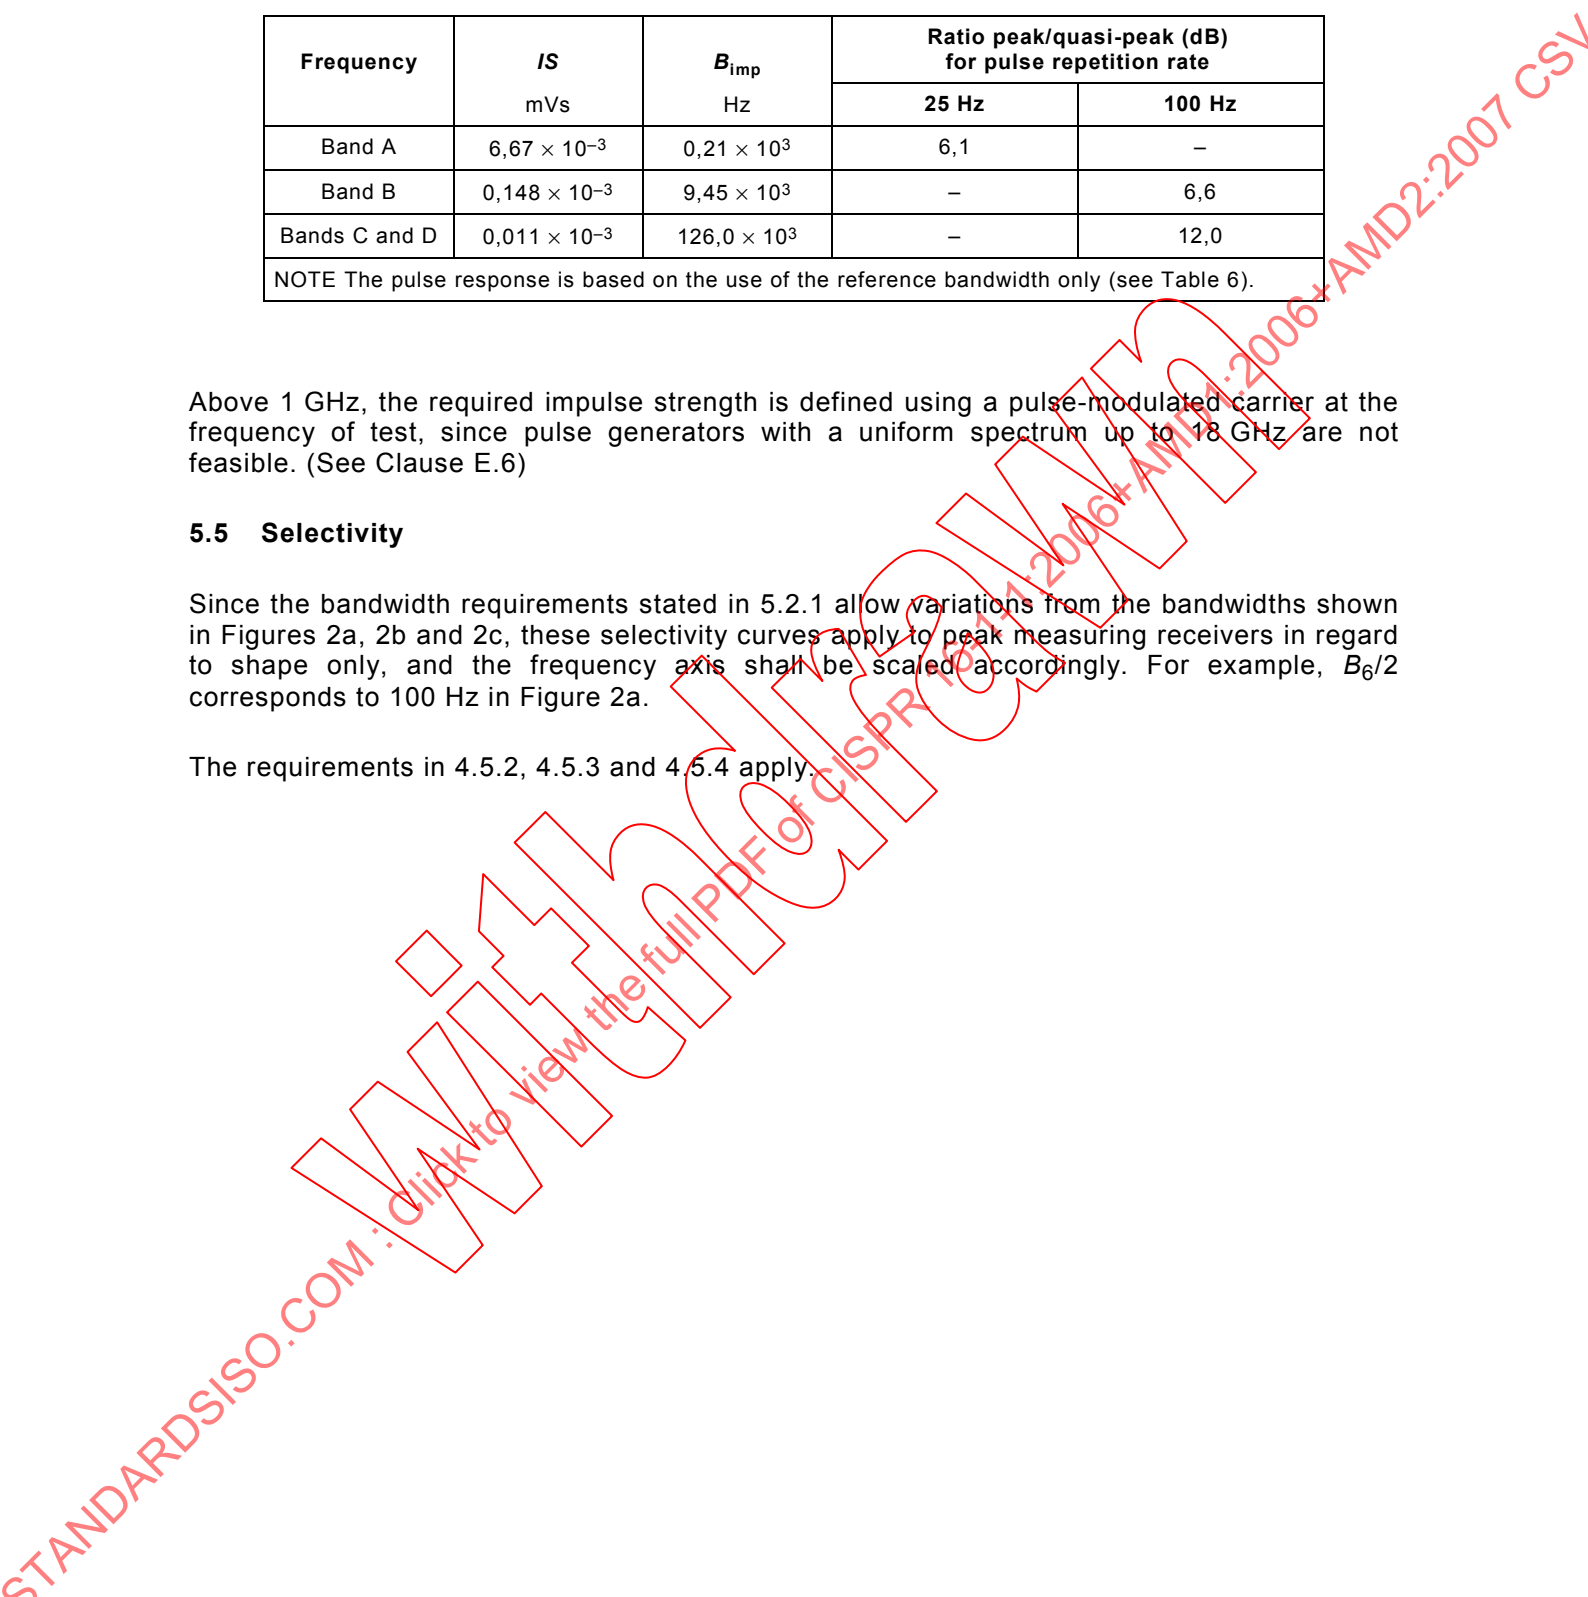 Frequency IS B_imp Ratio peak/quasi-peak (dB)
for pulse repetition rate
mVs Hz 25 Hz 100 Hz
Band A 6,67 × 10⁻³ 0,21 × 10³ 6,1 –
Band B 0,148 × 10⁻³ 9,45 × 10³ – 6,6
Bands C and D 0,011 × 10⁻³ 126,0 × 10³ – 12,0
NOTE The pulse response is based on the use of the reference bandwidth only (see Table 6).
Above 1 GHz, the required impulse strength is defined using a pulse-modulated carrier at the
frequency of test, since pulse generators with a uniform spectrum up to 18 GHz are not
feasible. (See Clause E.6)
5.5 Selectivity
Since the bandwidth requirements stated in 5.2.1 allow variations from the bandwidths shown
in Figures 2a, 2b and 2c, these selectivity curves apply to peak measuring receivers in regard
to shape only, and the frequency axis shall be scaled accordingly. For example, B₆/2
corresponds to 100 Hz in Figure 2a.
The requirements in 4.5.2, 4.5.3 and 4.5.4 apply.
withdrawn
STANDARDSISO.COM : Click to view the full PDF of CISPR 16-1-1:2006+AMD1:2006+AMD2:2007 CSV